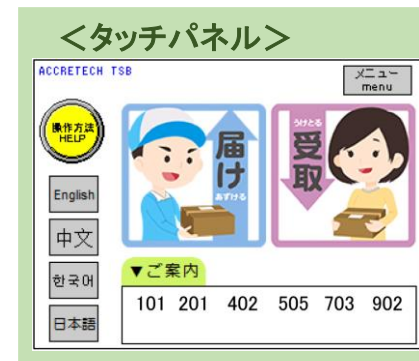 ＜タッチパネル＞
ACCRETECH TSB
メニュー
menu
操作方法
HELP
届け
あずける
うけとる
受取
English
中文
한국어
日本語
▼ご案内
101 201 402 505 703 902